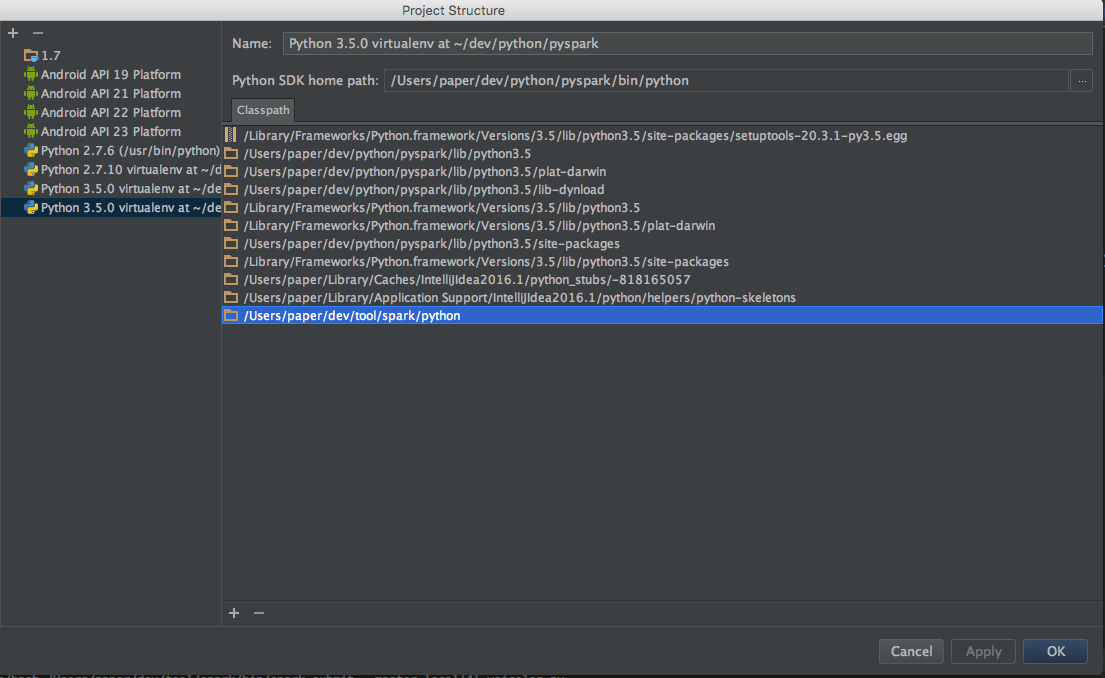 Project Structure
1.7
Android API 19 Platform
Android API 21 Platform
Android API 22 Platform
Android API 23 Platform
Python 2.7.6 (/usr/bin/python)
Python 2.7.10 virtualenv at ~/d
Python 3.5.0 virtualenv at ~/de
Python 3.5.0 virtualenv at ~/de
Name: Python 3.5.0 virtualenv at ~/dev/python/pyspark
Python SDK home path: /Users/paper/dev/python/pyspark/bin/python ...
Classpath
/Library/Frameworks/Python.framework/Versions/3.5/lib/python3.5/site-packages/setuptools-20.3.1-py3.5.egg
/Users/paper/dev/python/pyspark/lib/python3.5
/Users/paper/dev/python/pyspark/lib/python3.5/plat-darwin
/Users/paper/dev/python/pyspark/lib/python3.5/lib-dynload
/Library/Frameworks/Python.framework/Versions/3.5/lib/python3.5
/Library/Frameworks/Python.framework/Versions/3.5/lib/python3.5/plat-darwin
/Users/paper/dev/python/pyspark/lib/python3.5/site-packages
/Library/Frameworks/Python.framework/Versions/3.5/lib/python3.5/site-packages
/Users/paper/Library/Caches/IntelliJIdea2016.1/python_stubs/-818165057
/Users/paper/Library/Application Support/IntelliJIdea2016.1/python/helpers/python-skeletons
/Users/paper/dev/tool/spark/python
Cancel Apply OK